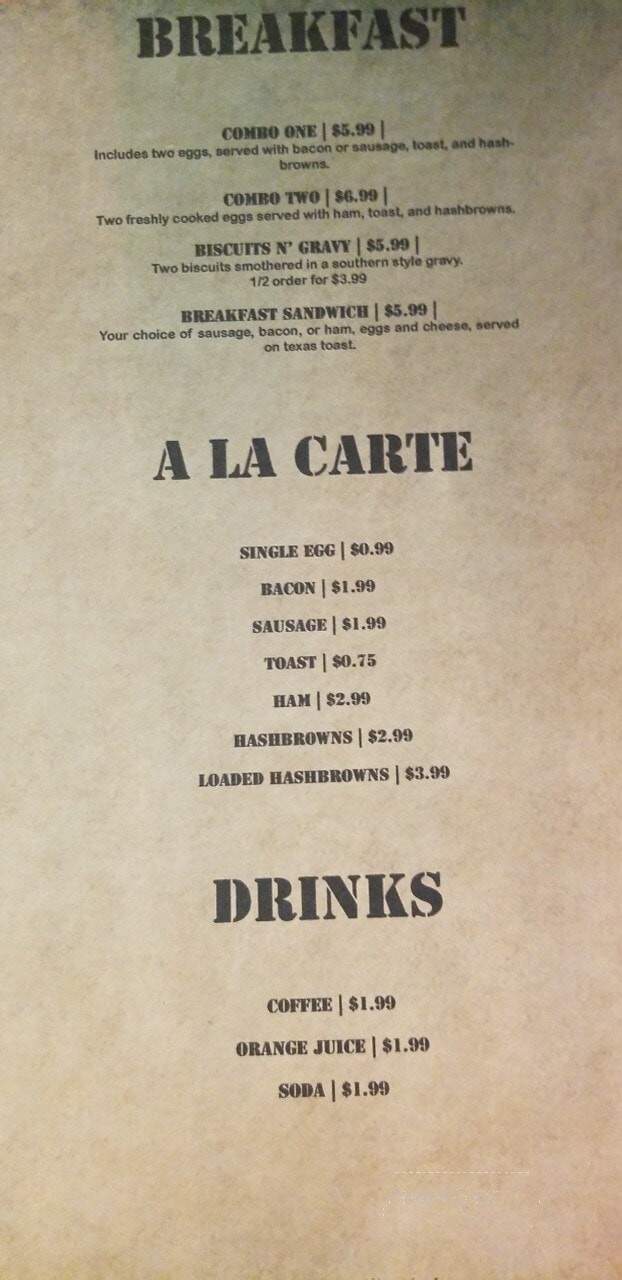 BREAKFAST
COMBO ONE | $5.99 |
Includes two eggs, served with bacon or sausage, toast, and hash-
browns.
COMBO TWO | $6.99 |
Two freshly cooked eggs served with ham, toast, and hashbrowns.
BISCUITS N' GRAVY | $5.99 |
Two biscuits smothered in a southern style gravy.
1/2 order for $3.99
BREAKFAST SANDWICH | $5.99 |
Your choice of sausage, bacon, or ham, eggs and cheese, served
on texas toast.
A LA CARTE
SINGLE EGG | $0.99
BACON | $1.99
SAUSAGE | $1.99
TOAST | $0.75
HAM | $2.99
HASHBROWNS | $2.99
LOADED HASHBROWNS | $3.99
DRINKS
COFFEE | $1.99
ORANGE JUICE | $1.99
SODA | $1.99